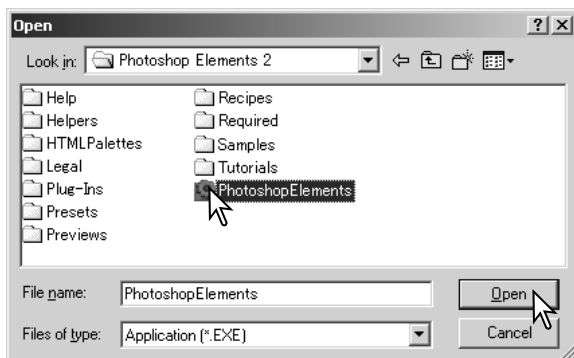 Open
Look in: Photoshop Elements 2
Help
Helpers
HTMLPalettes
Legal
Plug-Ins
Presets
Previews
Recipes
Required
Samples
Tutorials
PhotoshopElements
File name: PhotoshopElements Open
Files of type: Application (*.EXE) Cancel